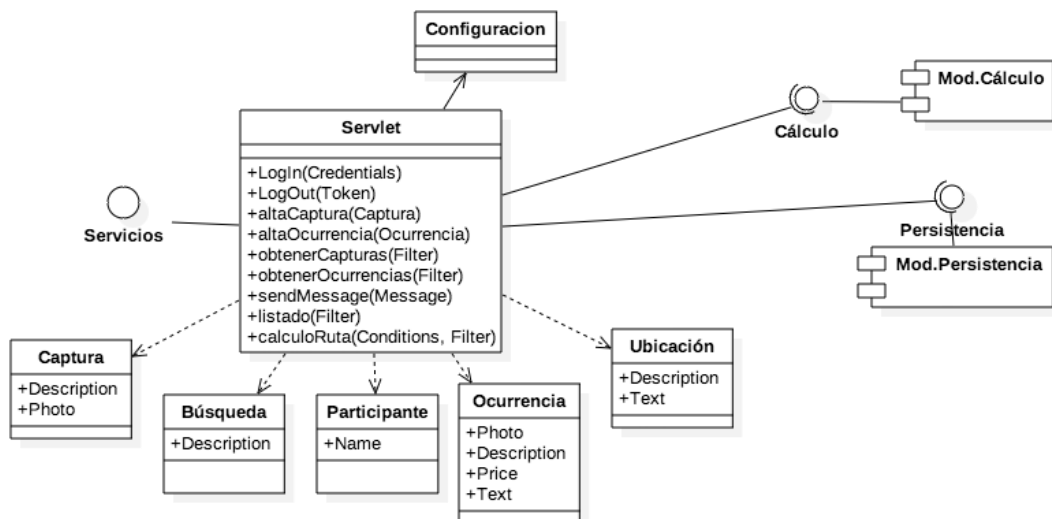 Configuracion
Mod.Cálculo
Cálculo
Servlet
+LogIn(Credentials)
+LogOut(Token)
+altaCaptura(Captura)
+altaOcurrencia(Ocurrencia)
+obtenerCapturas(Filter)
+obtenerOcurrencias(Filter)
+sendMessage(Message)
+listado(Filter)
+calculoRuta(Conditions, Filter)
Servicios
Persistencia
Mod.Persistencia
Captura
+Description
+Photo
Búsqueda
+Description
Participante
+Name
Ocurrencia
+Photo
+Description
+Price
+Text
Ubicación
+Description
+Text